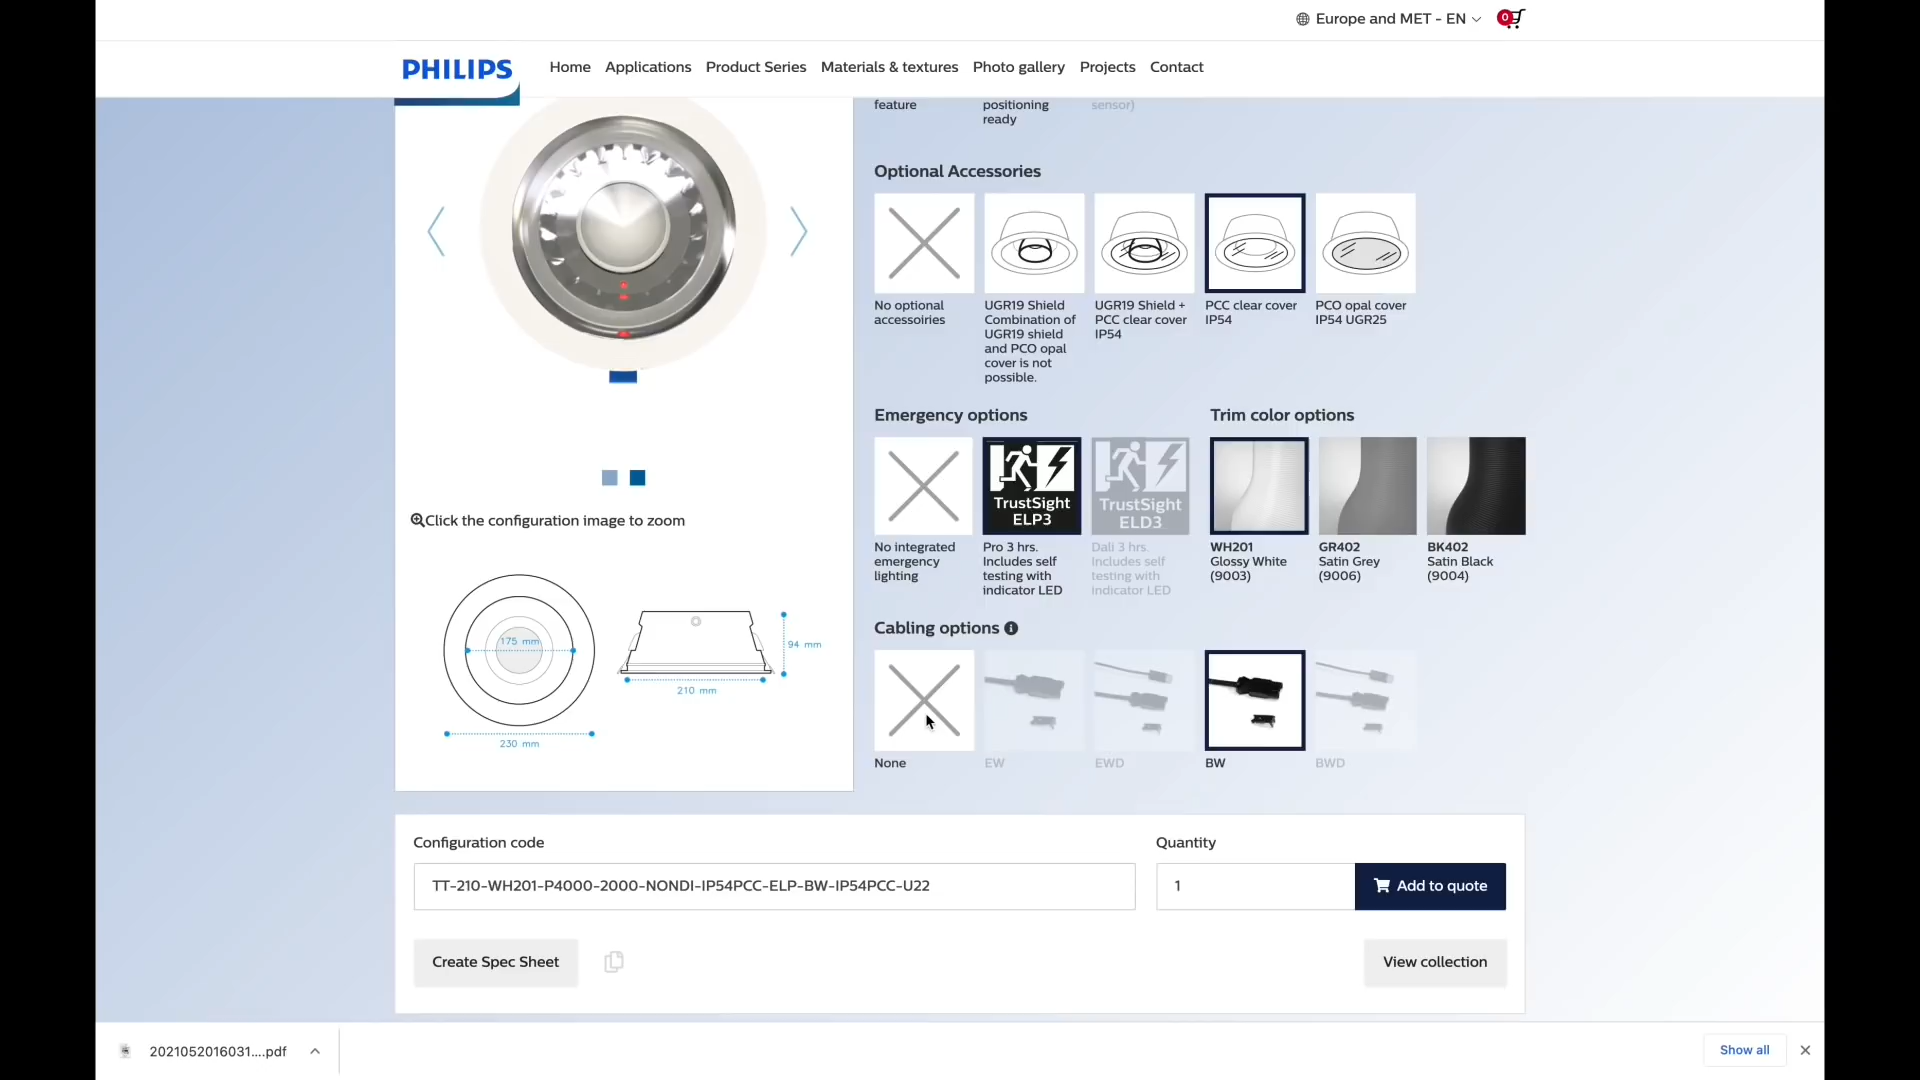 Europe and MET - EN
0
PHILIPS
Home
Applications
Product Series
Materials & textures
Photo gallery
Projects
Contact
feature
positioning
ready
sensor)
Optional Accessories
No optional
accessoiries
UGR19 Shield
Combination of
UGR19 shield
and PCO opal
cover is not
possible.
UGR19 Shield +
PCC clear cover
IP54
PCC clear cover
IP54
PCO opal cover
IP54 UGR25
Emergency options
TrustSight
ELP3
TrustSight
ELD3
No integrated
emergency
lighting
Pro 3 hrs.
Includes self
testing with
indicator LED
Dali 3 hrs.
Includes self
testing with
indicator LED
Trim color options
WH201
Glossy White
(9003)
GR402
Satin Grey
(9006)
BK402
Satin Black
(9004)
Click the configuration image to zoom
175 mm
230 mm
94 mm
210 mm
Cabling options
None
EW
EWD
BW
BWD
Configuration code
TT-210-WH201-P4000-2000-NONDI-IP54PCC-ELP-BW-IP54PCC-U22
Quantity
1
Add to quote
Create Spec Sheet
View collection
2021052016031....pdf
Show all